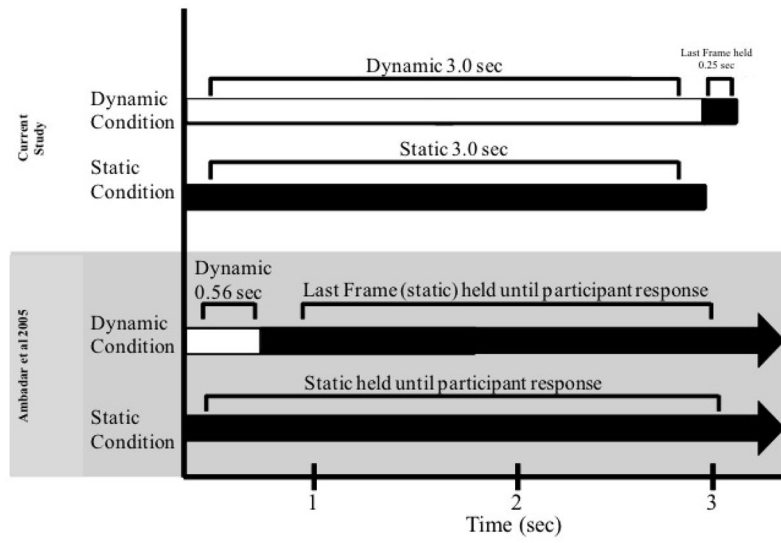 Current
Study
Dynamic
Condition
Dynamic 3.0 sec
Last Frame held
0.25 sec
Static
Condition
Static 3.0 sec
Ambadar et al 2005
Dynamic
Condition
Dynamic
0.56 sec
Last Frame (static) held until participant response
Static
Condition
Static held until participant response
1
2
3
Time (sec)